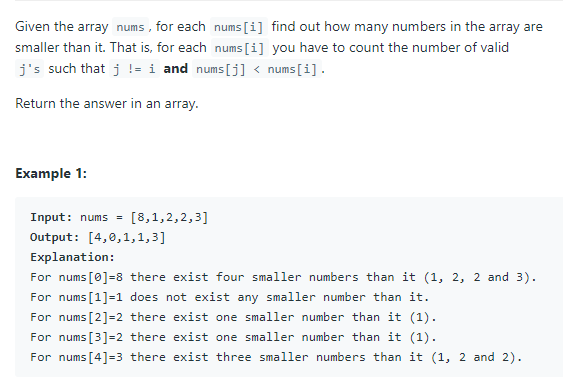 Given the array nums , for each nums[i] find out how many numbers in the array are
smaller than it. That is, for each nums[i] you have to count the number of valid
j's such that j != i and nums[j] < nums[i] .
Return the answer in an array.
Example 1:
Input: nums = [8,1,2,2,3]
Output: [4,0,1,1,3]
Explanation:
For nums[0]=8 there exist four smaller numbers than it (1, 2, 2 and 3).
For nums[1]=1 does not exist any smaller number than it.
For nums[2]=2 there exist one smaller number than it (1).
For nums[3]=2 there exist one smaller number than it (1).
For nums[4]=3 there exist three smaller numbers than it (1, 2 and 2).